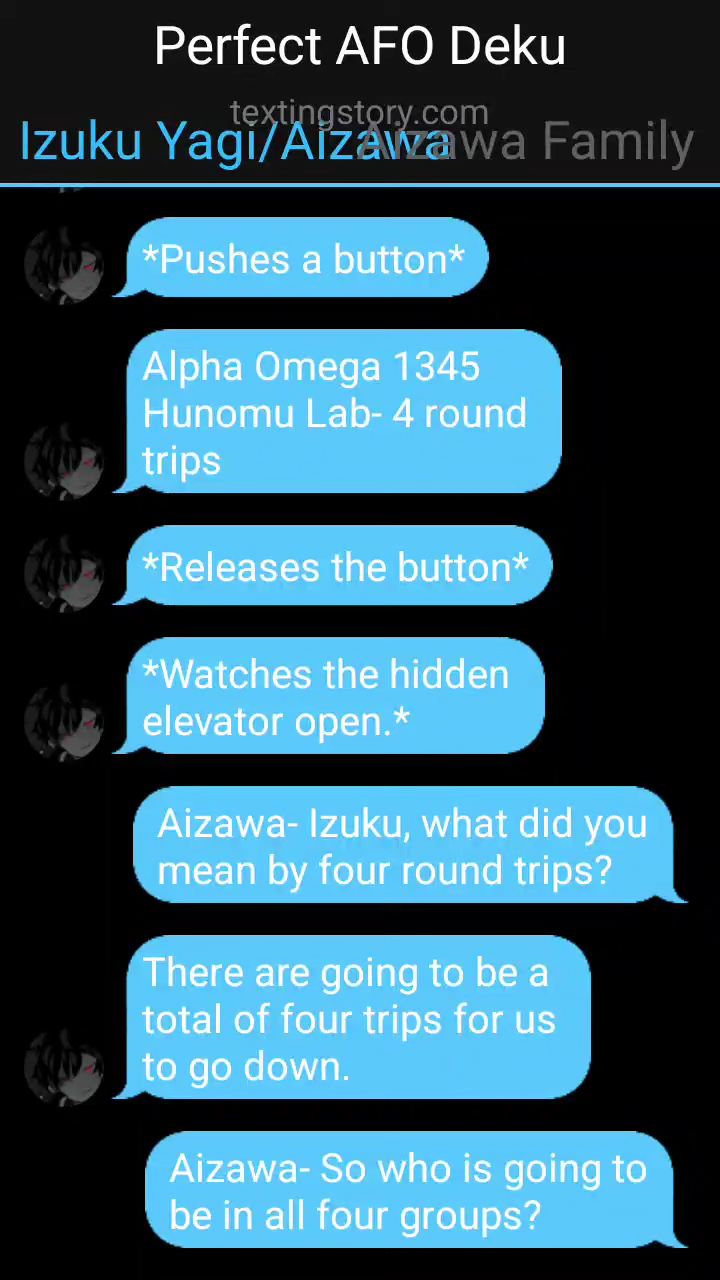 Perfect AFO Deku
textingstory.com
Izuku Yagi/Aizawa
Aizawa Family
*Pushes a button*
Alpha Omega 1345
Hunomu Lab- 4 round
trips
*Releases the button*
*Watches the hidden
elevator open.*
Aizawa- Izuku, what did you
mean by four round trips?
There are going to be a
total of four trips for us
to go down.
Aizawa- So who is going to
be in all four groups?